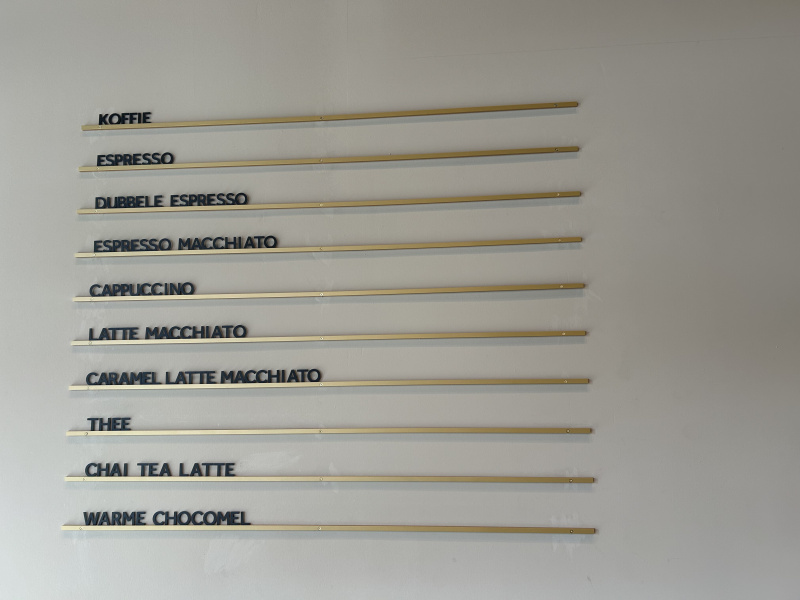 KOFFIE
ESPRESSO
DUBBELE ESPRESSO
ESPRESSO MACCHIATO
CAPPUCCINO
LATTE MACCHIATO
CARAMEL LATTE MACCHIATO
THEE
CHAI TEA LATTE
WARME CHOCOMEL